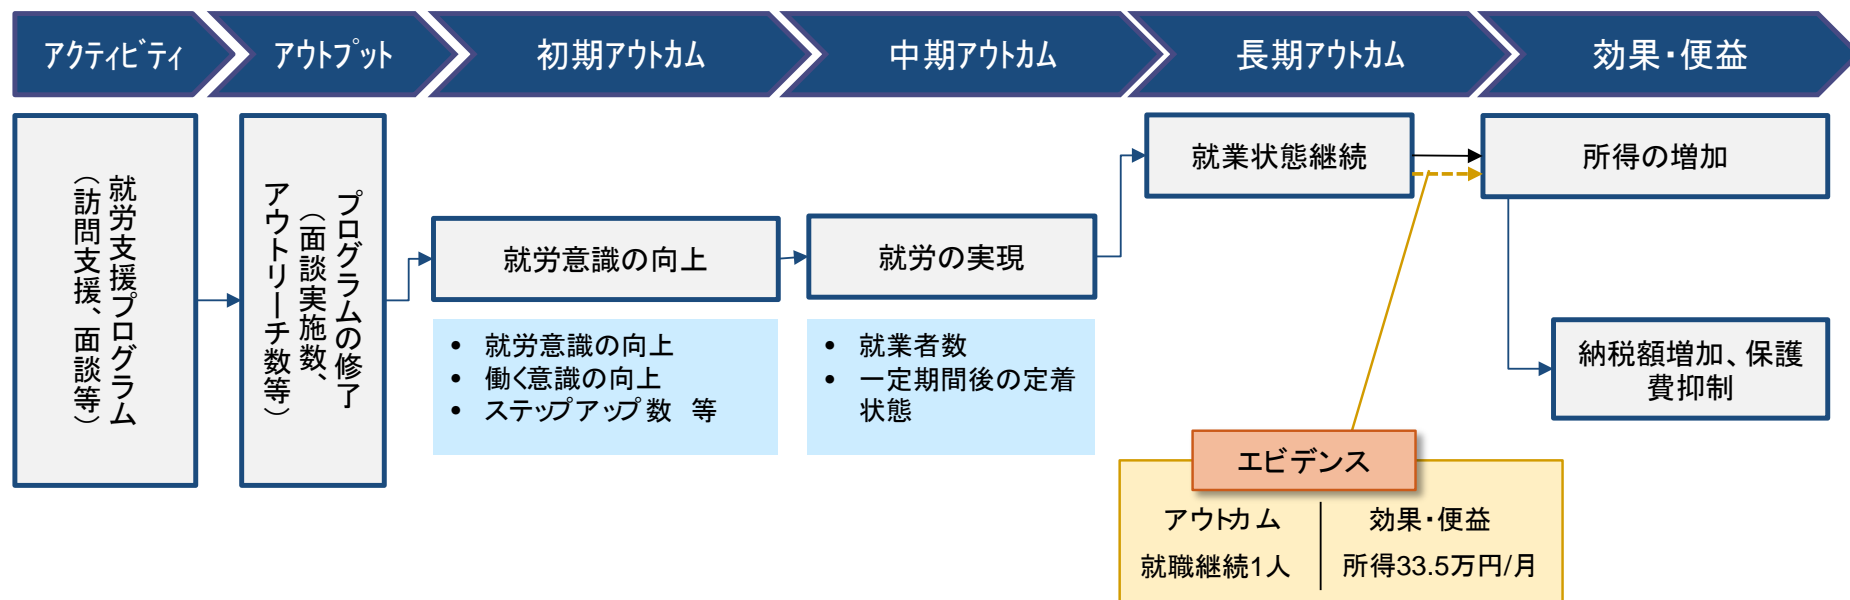 アクティビティ
アウトプット
初期アウトカム
中期アウトカム
長期アウトカム
効果・便益
就労支援プログラム
（訪問支援、面談等）
プログラムの修了
（面談実施数、
アウトリーチ数等）
就労意識の向上
• 就労意識の向上
• 働く意識の向上
• ステップアップ数 等
就労の実現
• 就業者数
• 一定期間後の定着
状態
就業状態継続
所得の増加
納税額増加、保護
費抑制
エビデンス
アウトカム
効果・便益
就職継続1人
所得33.5万円/月